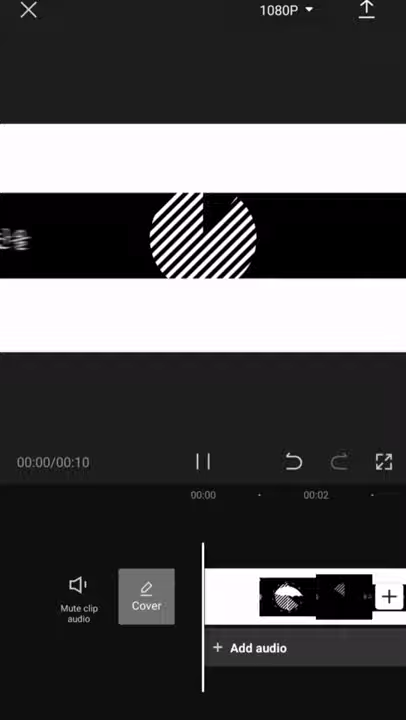 1080P
00:00/00:10
00:00
00:02
Mute clip
audio
Cover
+ Add audio